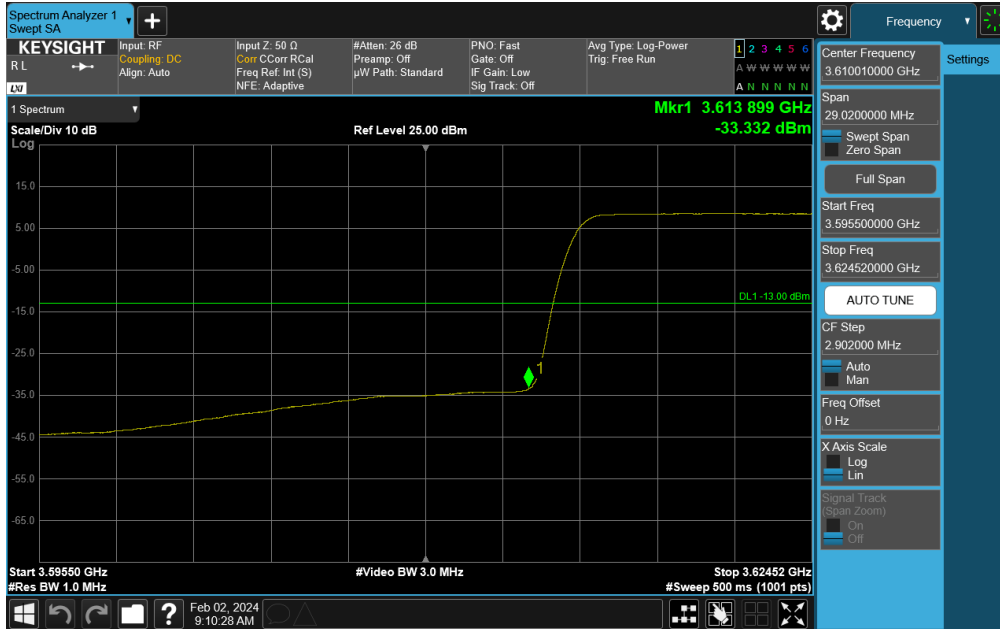 Spectrum Analyzer 1
Swept SA
+
Frequency
KEYSIGHT
R L
LXI
Input: RF
Coupling: DC
Align: Auto
Input Z: 50 Ω
Corr CCorr RCal
Freq Ref: Int (S)
NFE: Adaptive
#Atten: 26 dB
Preamp: Off
µW Path: Standard
PNO: Fast
Gate: Off
IF Gain: Low
Sig Track: Off
Avg Type: Log-Power
Trig: Free Run
1 2 3 4 5 6
A W W W W W
A N N N N N
1 Spectrum
Mkr1 3.613 899 GHz
-33.332 dBm
Scale/Div 10 dB
Ref Level 25.00 dBm
Log
15.0
5.00
-5.00
-15.0
-25.0
-35.0
-45.0
-55.0
-65.0
DL1 -13.00 dBm
1
Start 3.59550 GHz
#Video BW 3.0 MHz
Stop 3.62452 GHz
#Res BW 1.0 MHz
#Sweep 500 ms (1001 pts)
?
Feb 02, 2024
9:10:28 AM
Center Frequency
3.610010000 GHz
Settings
Span
29.0200000 MHz
Swept Span
Zero Span
Full Span
Start Freq
3.595500000 GHz
Stop Freq
3.624520000 GHz
AUTO TUNE
CF Step
2.902000 MHz
Auto
Man
Freq Offset
0 Hz
X Axis Scale
Log
Lin
Signal Track
(Span Zoom)
On
Off